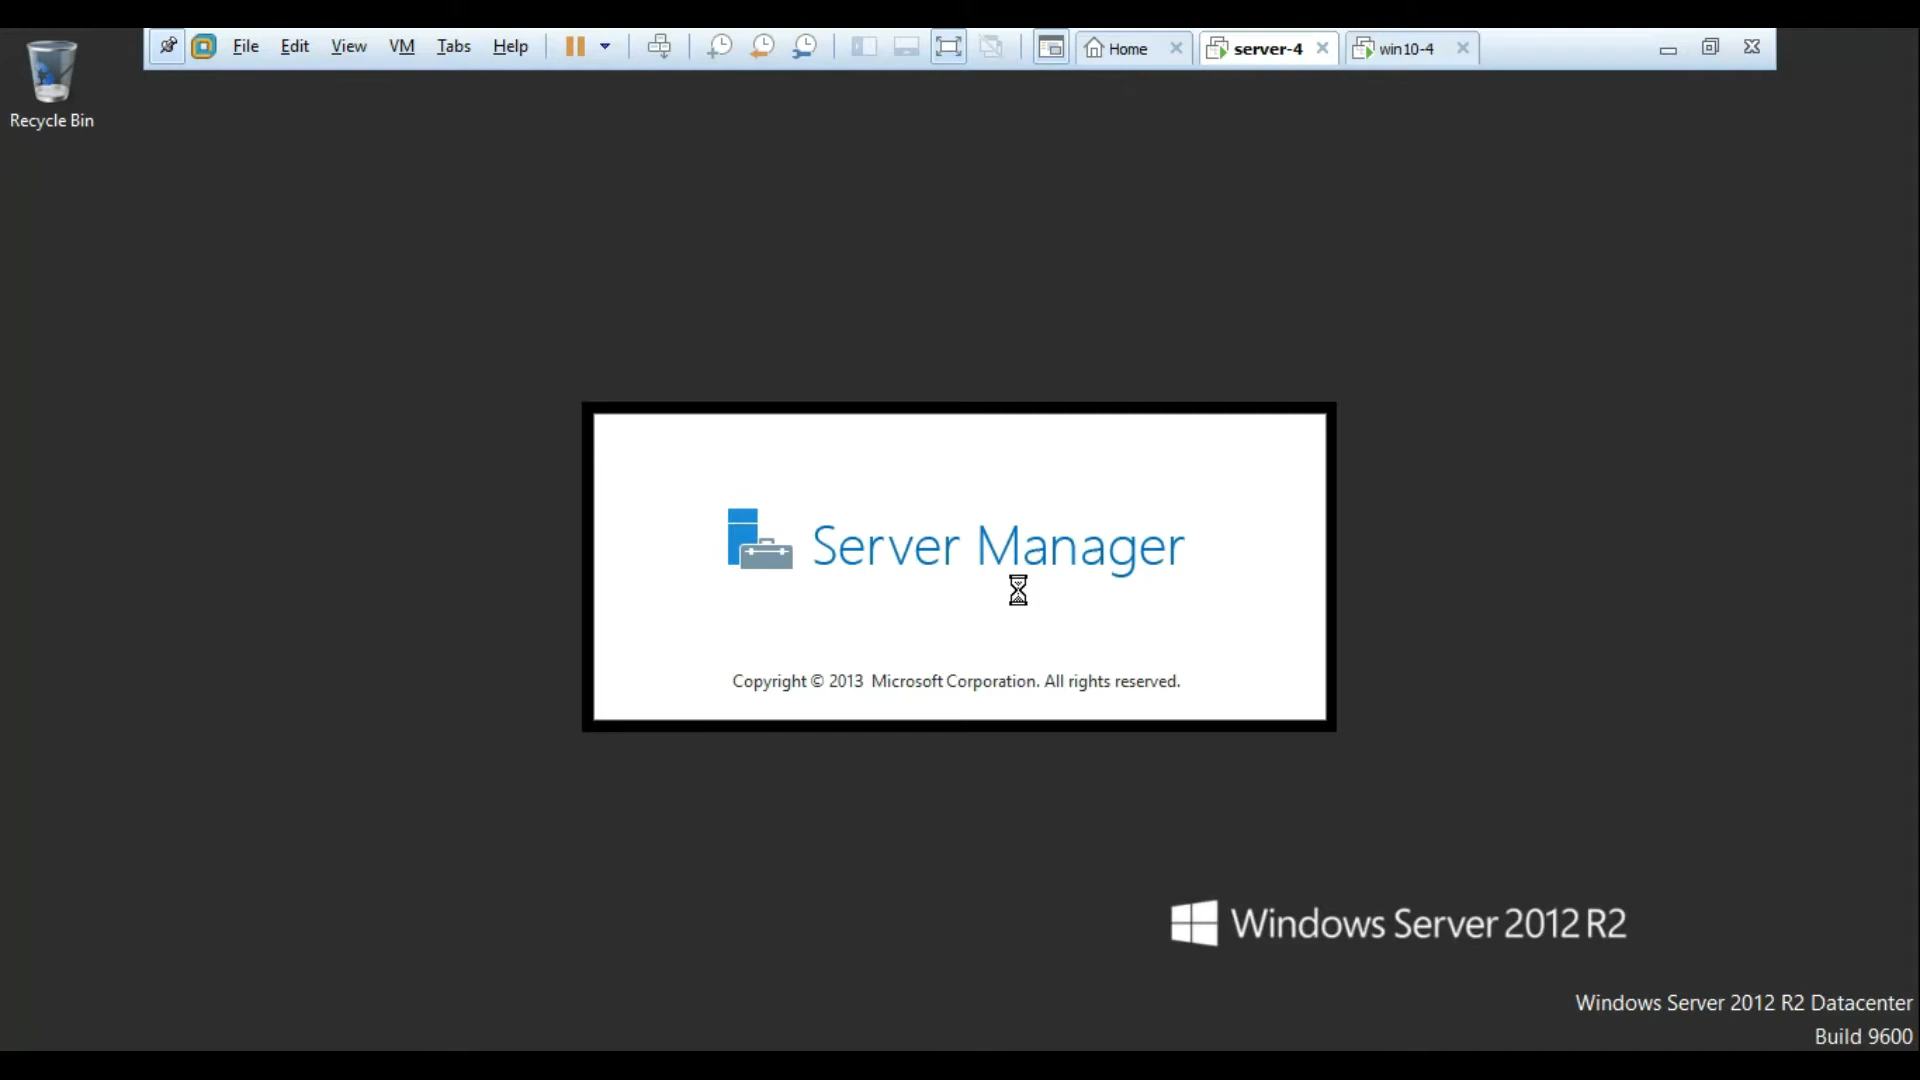 File Edit View VM Tabs Help Home server-4 win10-4
Recycle Bin
Server Manager
Copyright © 2013 Microsoft Corporation. All rights reserved.
Windows Server 2012 R2
Windows Server 2012 R2 Datacenter
Build 9600